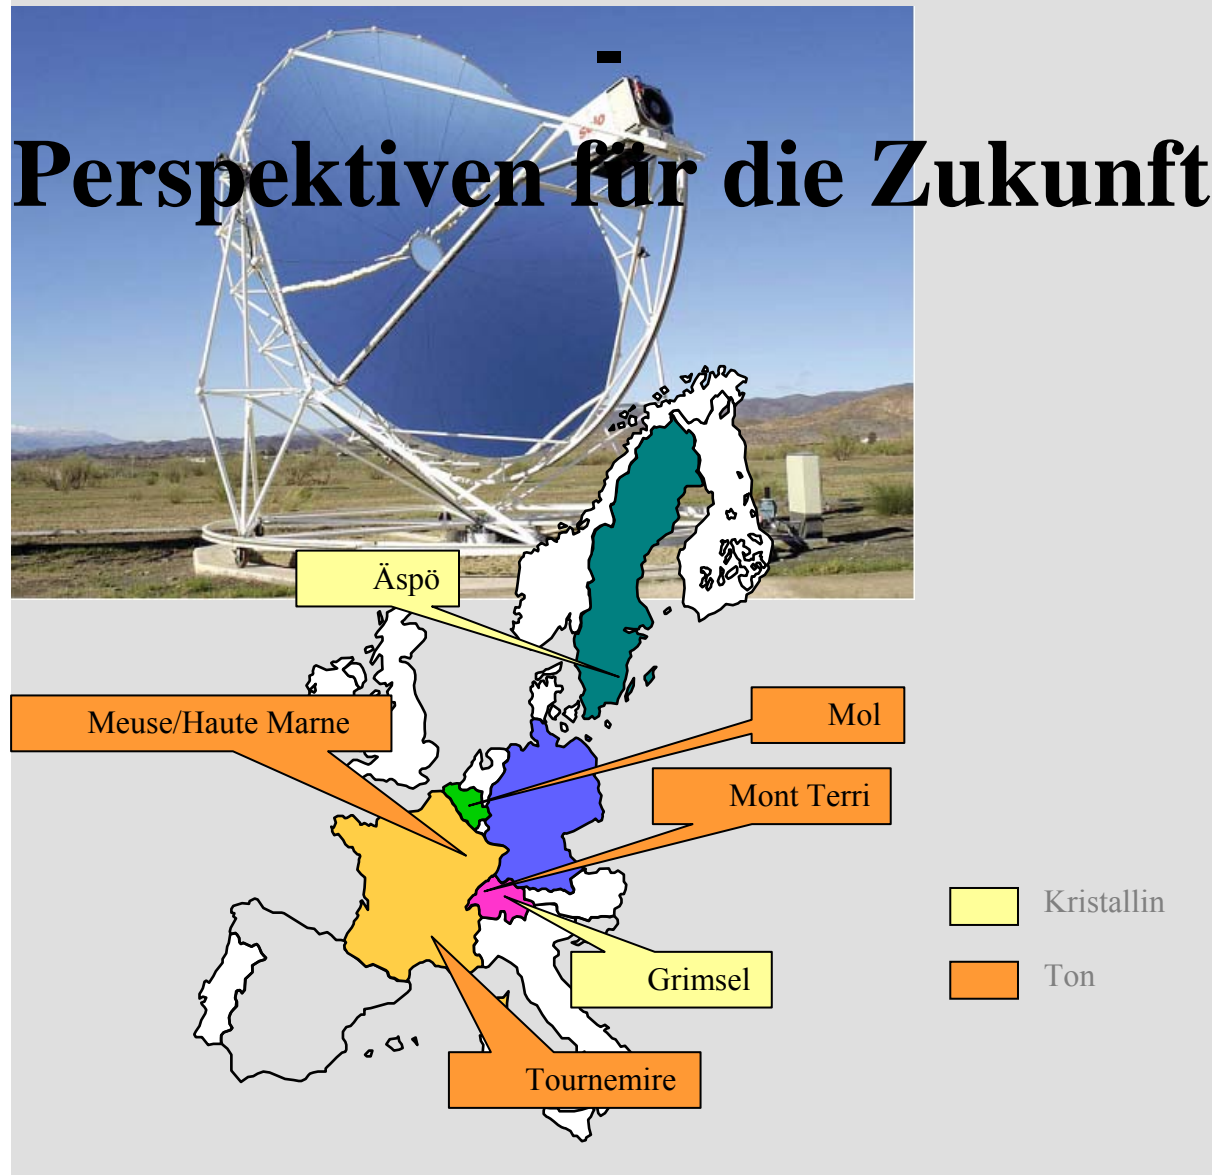 -
Perspektiven für die Zukunft
Äspö
Meuse/Haute Marne
Mol
Mont Terri
Kristallin
Grimsel
Ton
Tournemire